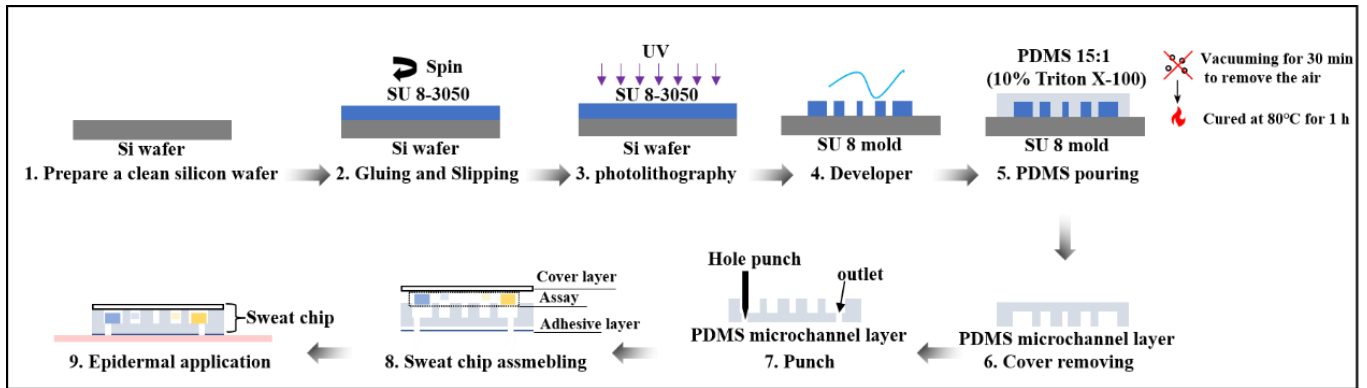 Spin
SU 8-3050
Si wafer
1. Prepare a clean silicon wafer
Si wafer
2. Gluing and Slipping
UV
SU 8-3050
Si wafer
3. photolithography
SU 8 mold
4. Developer
PDMS 15:1
(10% Triton X-100)
SU 8 mold
5. PDMS pouring
Vacuuming for 30 min
to remove the air
Cured at 80℃ for 1 h
PDMS microchannel layer
6. Cover removing
Hole punch
outlet
PDMS microchannel layer
7. Punch
Cover layer
Assay
Adhesive layer
8. Sweat chip assmebling
Sweat chip
9. Epidermal application